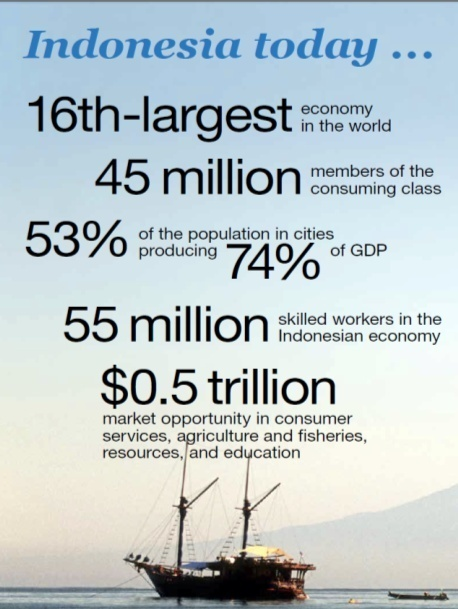 Indonesia today ...
16th-largest economy
in the world
45 million members of the
consuming class
53% of the population in cities
producing 74% of GDP
55 million skilled workers in the
Indonesian economy
$0.5 trillion
market opportunity in consumer
services, agriculture and fisheries,
resources, and education